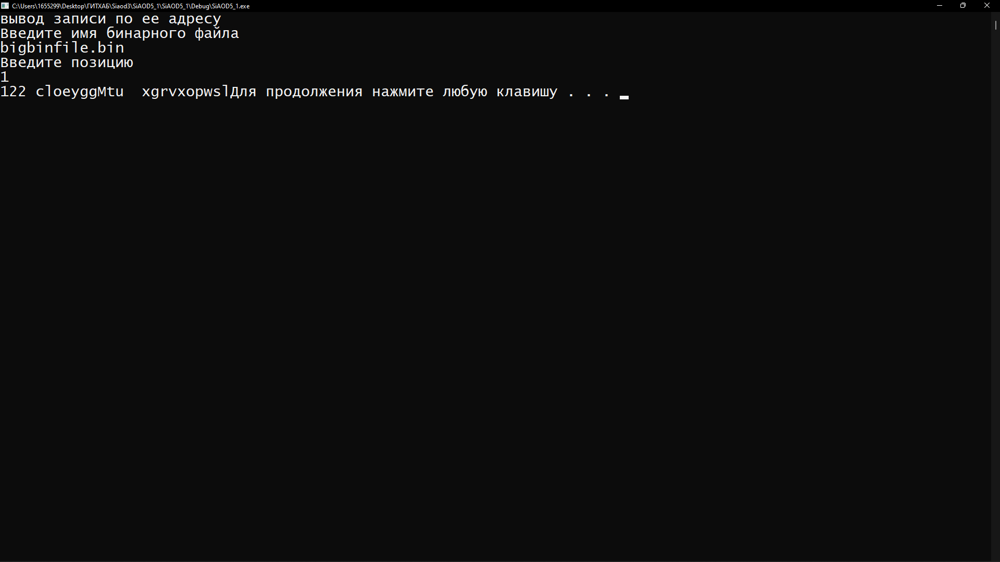 C:\Users\1655299\Desktop\ГИТХАБ\Siaod3\SiAOD5_1\SiAOD5_1\Debug\SiAOD5_1.exe
вывод записи по ее адресу
Введите имя бинарного файла
bigbinfile.bin
Введите позицию
1
122 cloeyggMtu  xgrvxopwslДля продолжения нажмите любую клавишу . . .